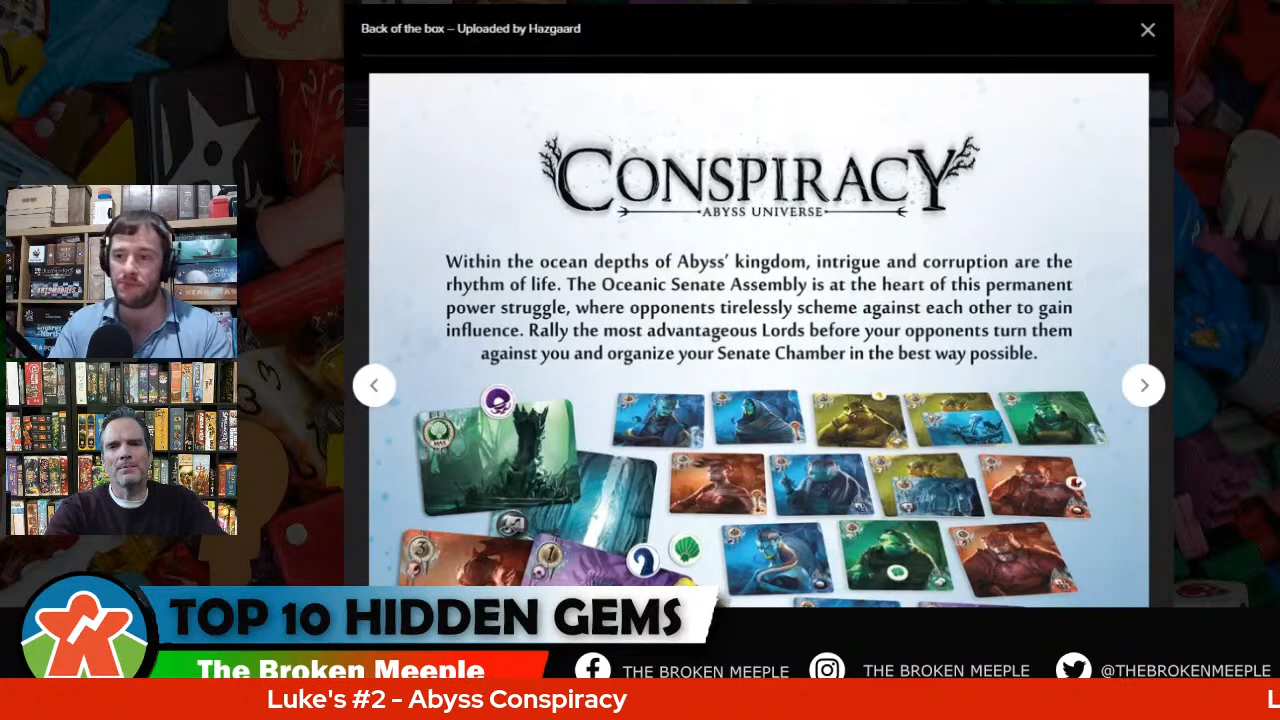 Back of the box – Uploaded by Hazgaard
CONSPIRACY
ABYSS UNIVERSE
Within the ocean depths of Abyss' kingdom, intrigue and corruption are the
rhythm of life. The Oceanic Senate Assembly is at the heart of this permanent
power struggle, where opponents tirelessly scheme against each other to gain
influence. Rally the most advantageous Lords before your opponents turn them
against you and organize your Senate Chamber in the best way possible.
MAX
3
1
TOP 10 HIDDEN GEMS
The Broken Meeple
THE BROKEN MEEPLE
THE BROKEN MEEPLE
@THEBROKENMEEPLE
Luke's #2 - Abyss Conspiracy
L